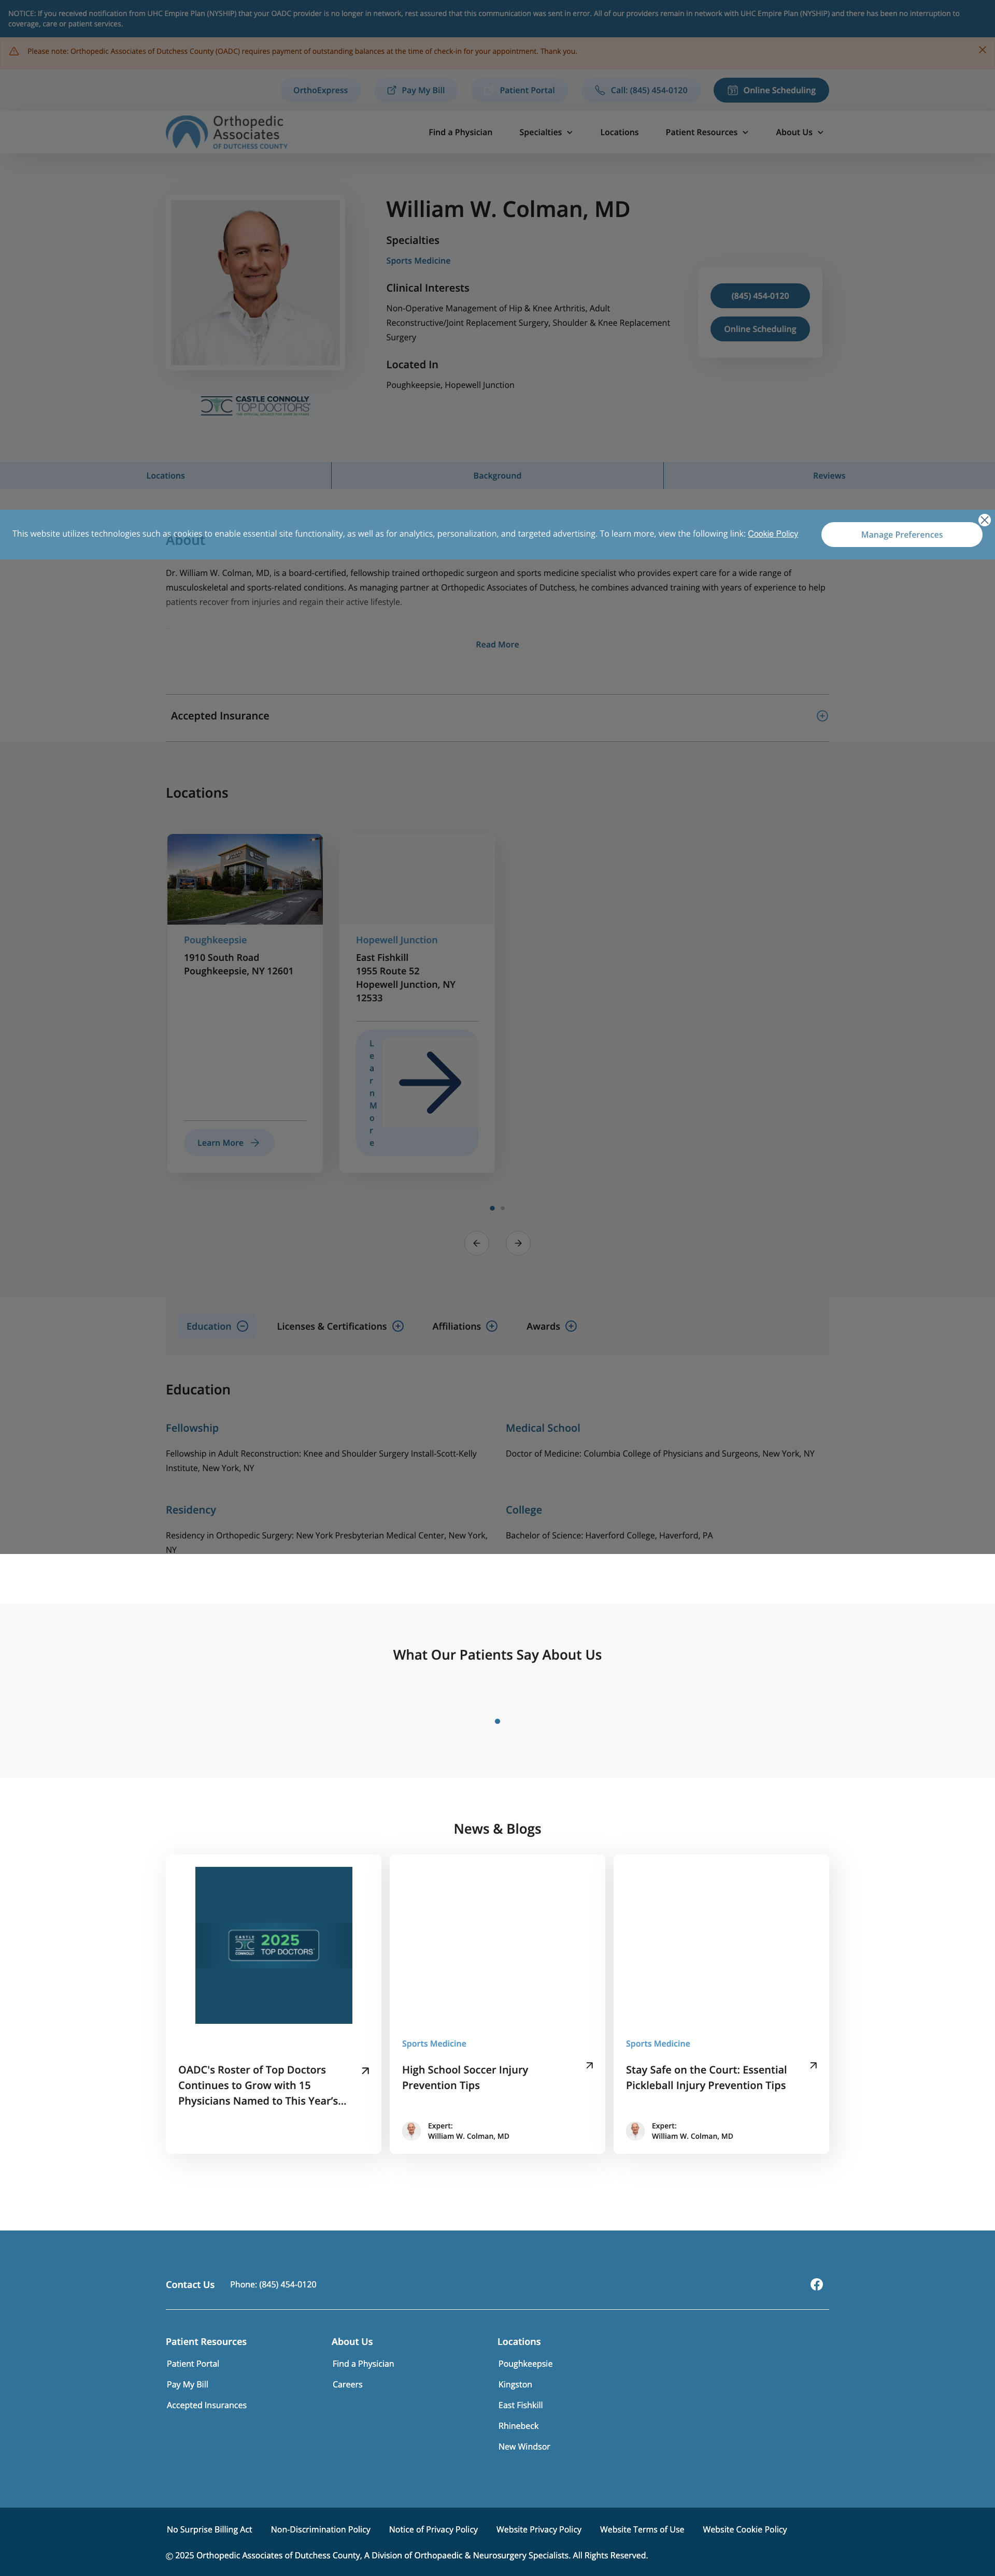 NOTICE: If you received notification from UHC Empire Plan (NYSHIP) that your OADC provider is no longer in network, rest assured that this communication was sent in error. All of our providers remain in network with UHC Empire Plan (NYSHIP) and there has been no interruption to
coverage, care or patient services.
Please note: Orthopedic Associates of Dutchess County (OADC) requires payment of outstanding balances at the time of check-in for your appointment. Thank you.
OrthoExpress
Pay My Bill
Patient Portal
Call: (845) 454-0120
Online Scheduling
Orthopedic
Associates
OF DUTCHESS COUNTY
Find a Physician
Specialties
Locations
Patient Resources
About Us
William W. Colman, MD
Specialties
Sports Medicine
Clinical Interests
Non-Operative Management of Hip & Knee Arthritis, Adult
Reconstructive/Joint Replacement Surgery, Shoulder & Knee Replacement
Surgery
Located In
Poughkeepsie, Hopewell Junction
(845) 454-0120
Online Scheduling
CASTLE CONNOLLY
TOP DOCTORS
Locations
Background
Reviews
This website utilizes technologies such as cookies to enable essential site functionality, as well as for analytics, personalization, and targeted advertising. To learn more, view the following link: Cookie Policy
Manage Preferences
About
Dr. William W. Colman, MD, is a board-certified, fellowship trained orthopedic surgeon and sports medicine specialist who provides expert care for a wide range of
musculoskeletal and sports-related conditions. As managing partner at Orthopedic Associates of Dutchess, he combines advanced training with years of experience to help
patients recover from injuries and regain their active lifestyle.
Read More
Accepted Insurance
Locations
Poughkeepsie
1910 South Road
Poughkeepsie, NY 12601
Learn More
Hopewell Junction
East Fishkill
1955 Route 52
Hopewell Junction, NY
12533
Learn More
Education
Licenses & Certifications
Affiliations
Awards
Education
Fellowship
Fellowship in Adult Reconstruction: Knee and Shoulder Surgery Install-Scott-Kelly
Institute, New York, NY
Medical School
Doctor of Medicine: Columbia College of Physicians and Surgeons, New York, NY
Residency
Residency in Orthopedic Surgery: New York Presbyterian Medical Center, New York,
NY
College
Bachelor of Science: Haverford College, Haverford, PA
What Our Patients Say About Us
News & Blogs
CASTLE CONNOLLY
2025
TOP DOCTORS
OADC's Roster of Top Doctors
Continues to Grow with 15
Physicians Named to This Year's...
Sports Medicine
High School Soccer Injury
Prevention Tips
Expert:
William W. Colman, MD
Sports Medicine
Stay Safe on the Court: Essential
Pickleball Injury Prevention Tips
Expert:
William W. Colman, MD
Contact Us
Phone: (845) 454-0120
Patient Resources
Patient Portal
Pay My Bill
Accepted Insurances
About Us
Find a Physician
Careers
Locations
Poughkeepsie
Kingston
East Fishkill
Rhinebeck
New Windsor
No Surprise Billing Act
Non-Discrimination Policy
Notice of Privacy Policy
Website Privacy Policy
Website Terms of Use
Website Cookie Policy
© 2025 Orthopedic Associates of Dutchess County, A Division of Orthopaedic & Neurosurgery Specialists. All Rights Reserved.